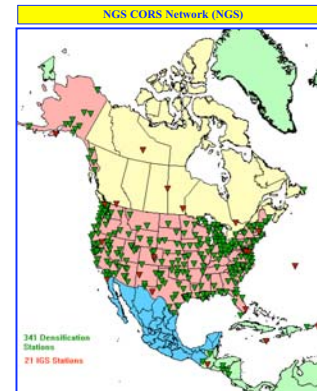 NGS CORS Network (NGS)
341 Densification
Stations
21 IGS Stations